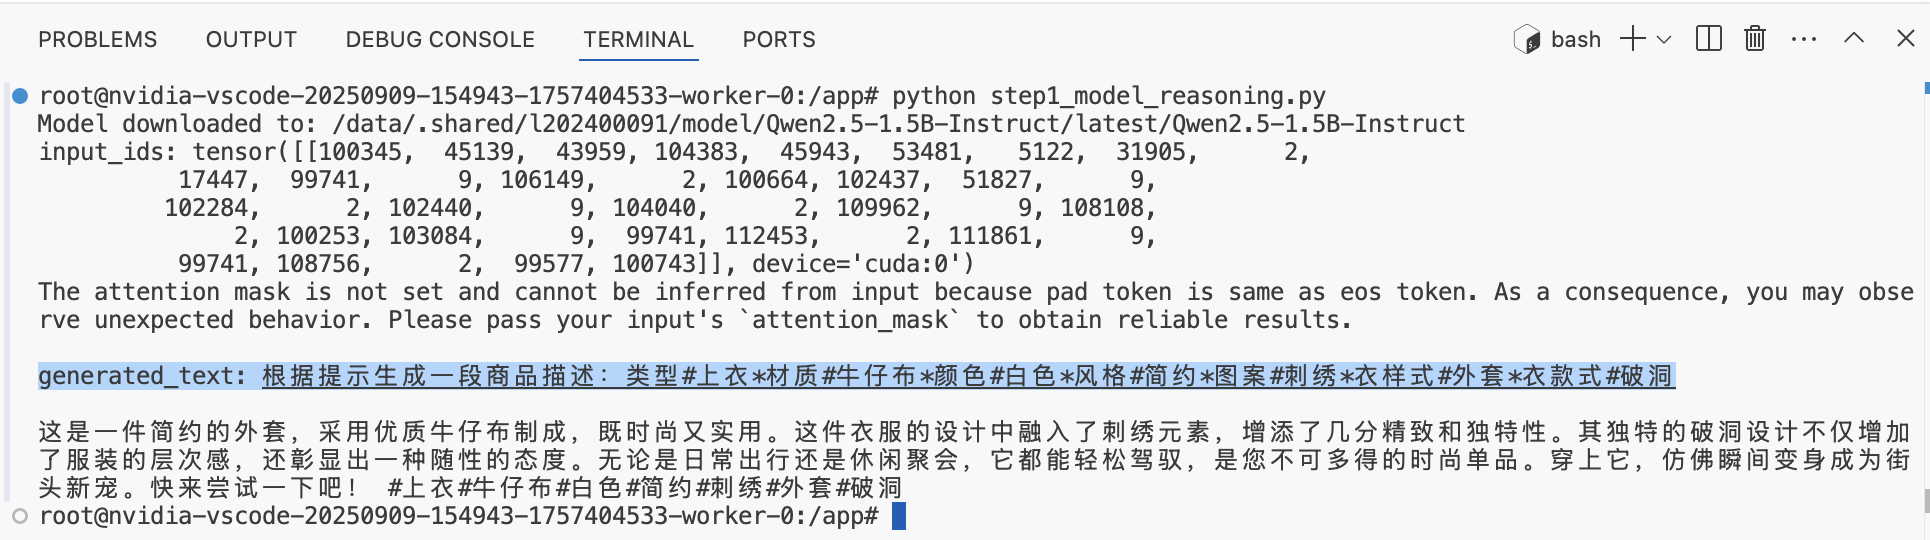 PROBLEMS OUTPUT DEBUG CONSOLE TERMINAL PORTS bash
root@nvidia-vscode-20250909-154943-1757404533-worker-0:/app# python step1_model_reasoning.py
Model downloaded to: /data/.shared/l202400091/model/Qwen2.5-1.5B-Instruct/latest/Qwen2.5-1.5B-Instruct
input_ids: tensor([[100345,  45139,  43959, 104383,  45943,  53481,   5122,  31905,      2,
          17447,  99741,      9, 106149,      2, 100664, 102437,  51827,      9,
         102284,      2, 102440,      9, 104040,      2, 109962,      9, 108108,
              2, 100253, 103084,      9,  99741, 112453,      2, 111861,      9,
          99741, 108756,      2,  99577, 100743]], device='cuda:0')
The attention mask is not set and cannot be inferred from input because pad token is same as eos token. As a consequence, you may obse
rve unexpected behavior. Please pass your input's `attention_mask` to obtain reliable results.
generated_text: 根据提示生成一段商品描述：类型#上衣*材质#牛仔布*颜色#白色*风格#简约*图案#刺绣*衣样式#外套*衣款式#破洞
这是一件简约的外套，采用优质牛仔布制成，既时尚又实用。这件衣服的设计中融入了刺绣元素，增添了几分精致和独特性。其独特的破洞设计不仅增加
了服装的层次感，还彰显出一种随性的态度。无论是日常出行还是休闲聚会，它都能轻松驾驭，是您不可多得的时尚单品。穿上它，仿佛瞬间变身成为街
头新宠。快来尝试一下吧！ #上衣#牛仔布#白色#简约#刺绣#外套#破洞
root@nvidia-vscode-20250909-154943-1757404533-worker-0:/app#